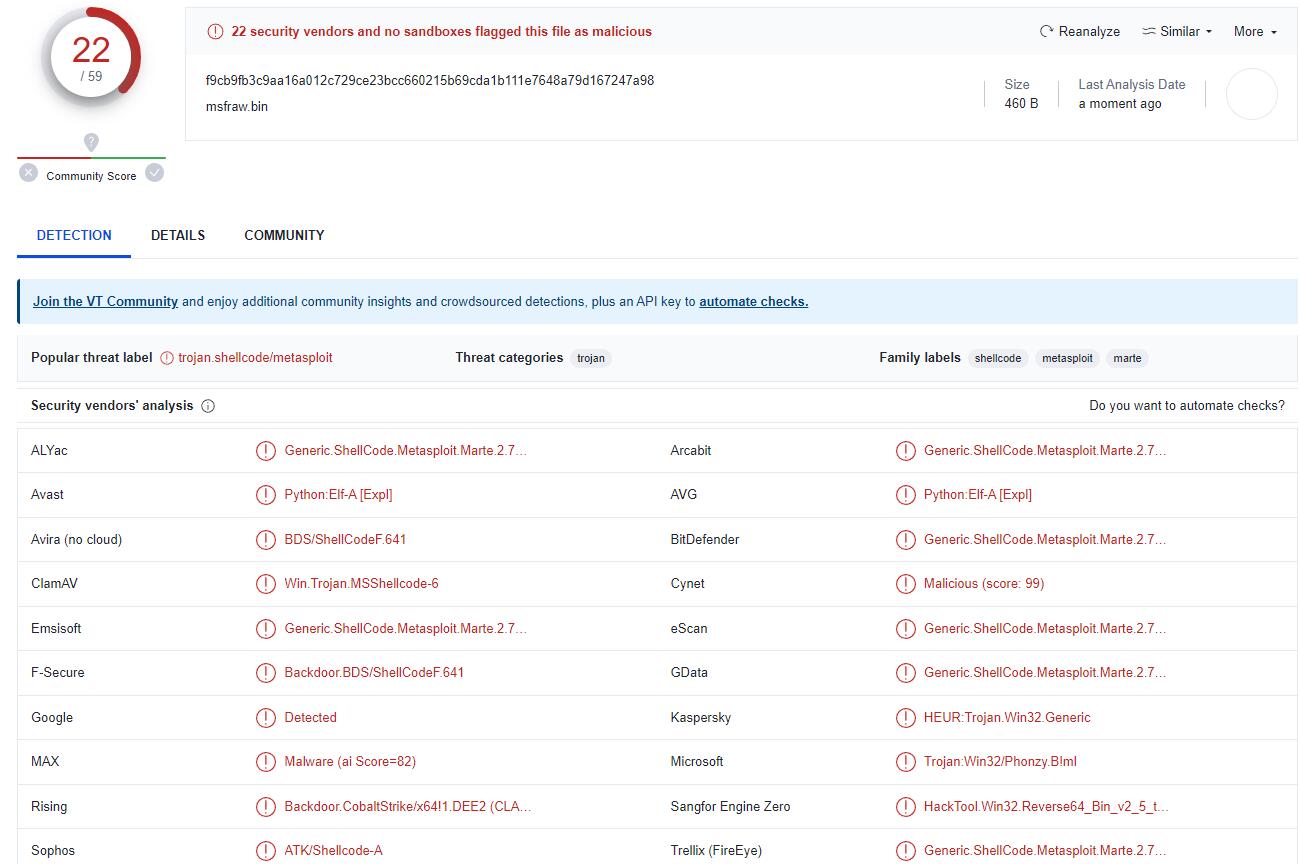 22
/ 59
Community Score
22 security vendors and no sandboxes flagged this file as malicious
Reanalyze Similar More
f9cb9fb3c9aa16a012c729ce23bcc660215b69cda1b111e7648a79d167247a98
msfraw.bin
Size
460 B
Last Analysis Date
a moment ago
DETECTION DETAILS COMMUNITY
Join the VT Community and enjoy additional community insights and crowdsourced detections, plus an API key to automate checks.
Popular threat label trojan.shellcode/metasploit Threat categories trojan Family labels shellcode metasploit marte
Security vendors' analysis Do you want to automate checks?
ALYac Generic.ShellCode.Metasploit.Marte.2.7... Arcabit Generic.ShellCode.Metasploit.Marte.2.7...
Avast Python:Elf-A [Expl] AVG Python:Elf-A [Expl]
Avira (no cloud) BDS/ShellCodeF.641 BitDefender Generic.ShellCode.Metasploit.Marte.2.7...
ClamAV Win.Trojan.MSShellcode-6 Cynet Malicious (score: 99)
Emsisoft Generic.ShellCode.Metasploit.Marte.2.7... eScan Generic.ShellCode.Metasploit.Marte.2.7...
F-Secure Backdoor.BDS/ShellCodeF.641 GData Generic.ShellCode.Metasploit.Marte.2.7...
Google Detected Kaspersky HEUR:Trojan.Win32.Generic
MAX Malware (ai Score=82) Microsoft Trojan:Win32/Phonzy.B!ml
Rising Backdoor.CobaltStrike/x64!1.DEE2 (CLA... Sangfor Engine Zero HackTool.Win32.Reverse64_Bin_v2_5_t...
Sophos ATK/Shellcode-A Trellix (FireEye) Generic.ShellCode.Metasploit.Marte.2.7...